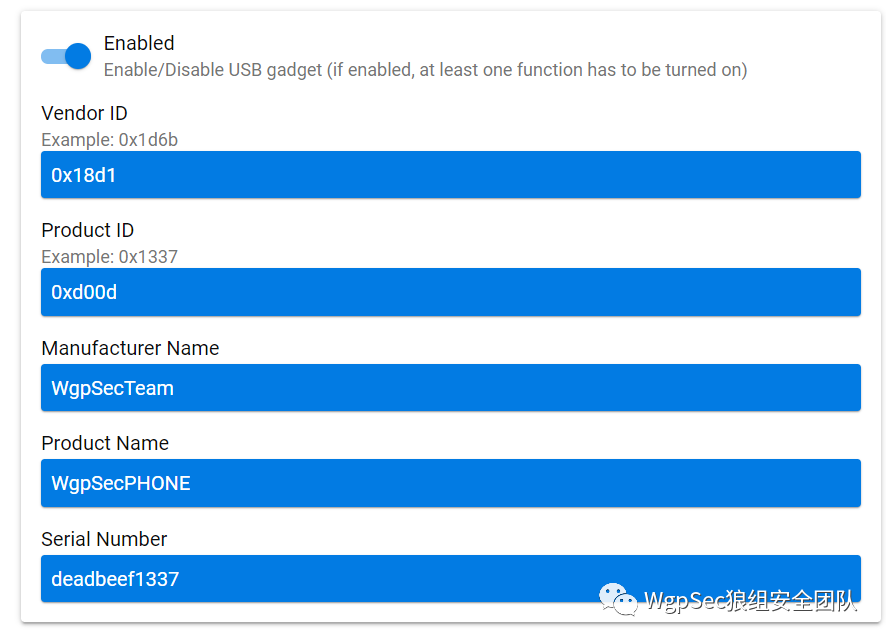 Enabled
Enable/Disable USB gadget (if enabled, at least one function has to be turned on)
Vendor ID
Example: 0x1d6b
0x18d1
Product ID
Example: 0x1337
0xd00d
Manufacturer Name
WgpSecTeam
Product Name
WgpSecPHONE
Serial Number
deadbeef1337
WgpSec狼组安全团队